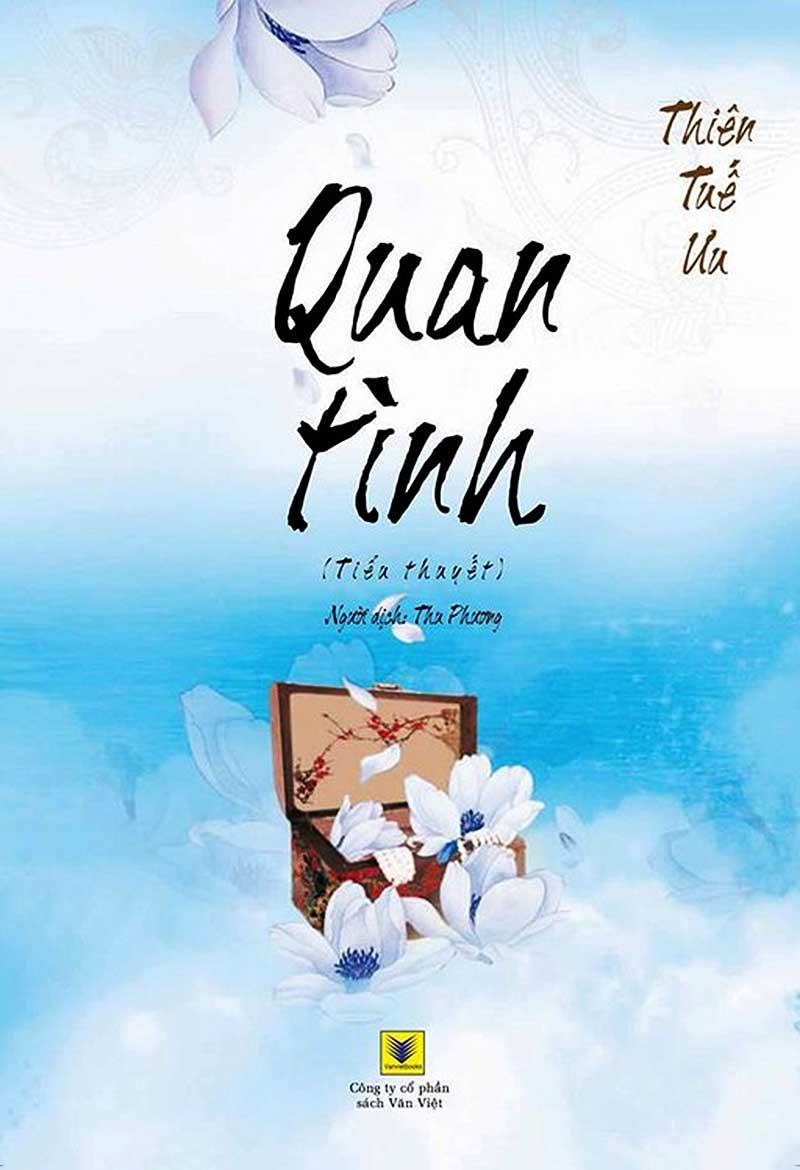 Thiên
Tuế
Ưu
Quan
tình
(Tiểu thuyết)
Người dịch: Thu Phương
Vanvietbooks
Công ty cổ phần
sách Văn Việt